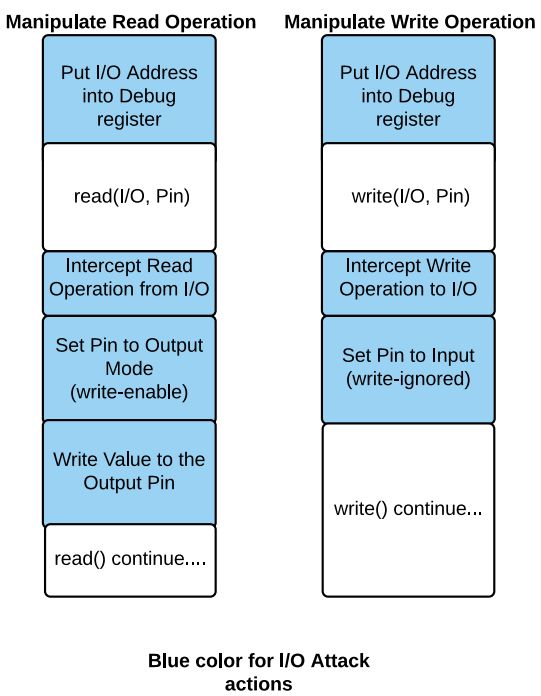 Manipulate Read Operation
Put I/O Address
into Debug
register
read(I/O, Pin)
Intercept Read
Operation from I/O
Set Pin to Output
Mode
(write-enable)
Write Value to the
Output Pin
read() continue....
Manipulate Write Operation
Put I/O Address
into Debug
register
write(I/O, Pin)
Intercept Write
Operation to I/O
Set Pin to Input
(write-ignored)
write() continue...
Blue color for I/O Attack
actions